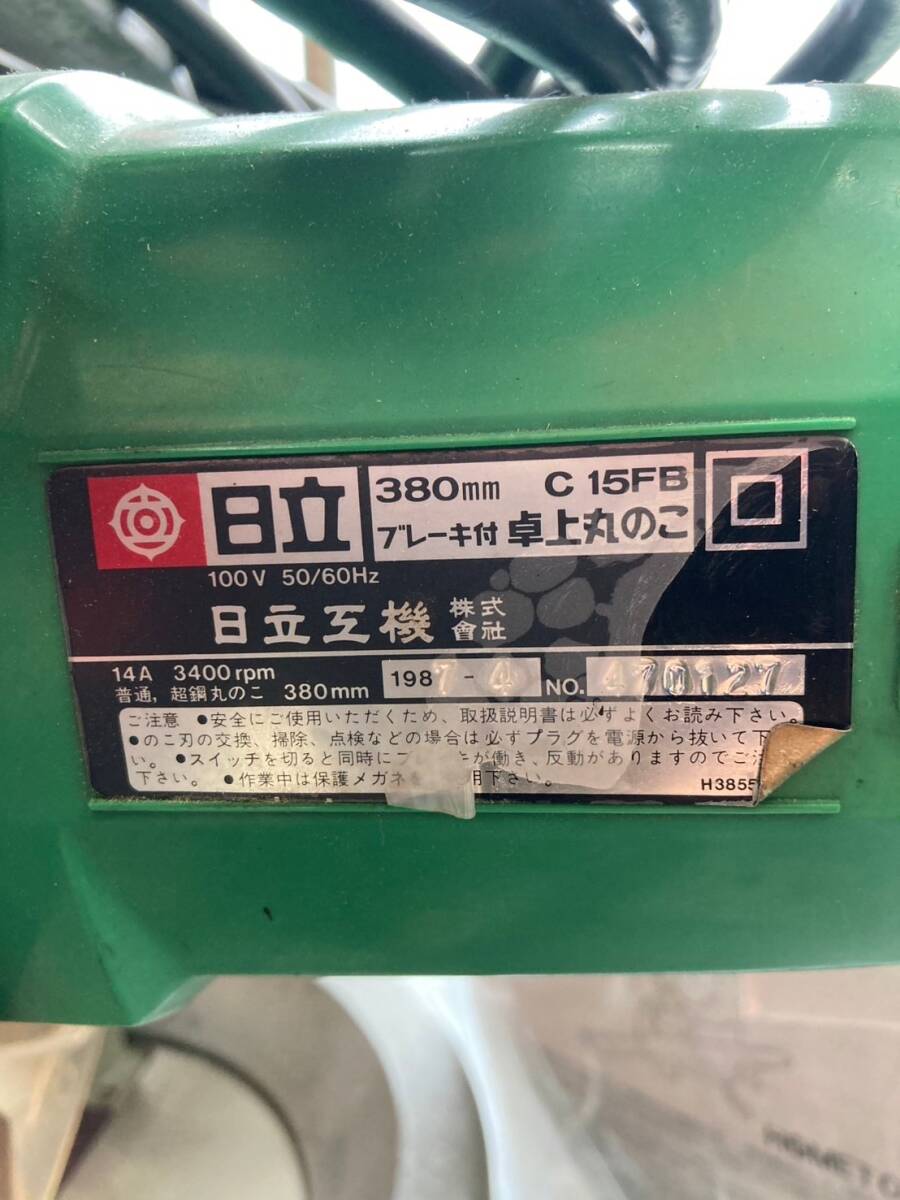 日立
380mm C 15FB
ブレーキ付 卓上丸のこ
100V 50/60Hz
日立工機 株式會社
14A 3400rpm
普通, 超鋼丸のこ 380mm
1987-4
NO. 470127
ご注意 ●安全にご使用いただくため、取扱説明書は必ずよくお読み下さい。
●のこ刃の交換、掃除、点検などの場合は必ずプラグを電源から抜いて下
い。●スイッチを切ると同時にブ が働き、反動がありますのでご注
下さい。●作業中は保護メガネ 用下さい。
H3855